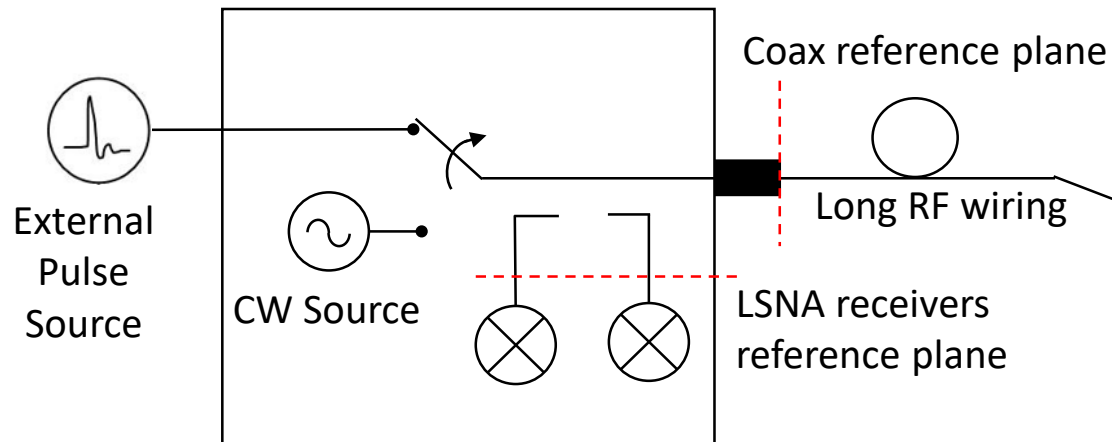 External
Pulse
Source
CW Source
Coax reference plane
Long RF wiring
LSNA receivers
reference plane